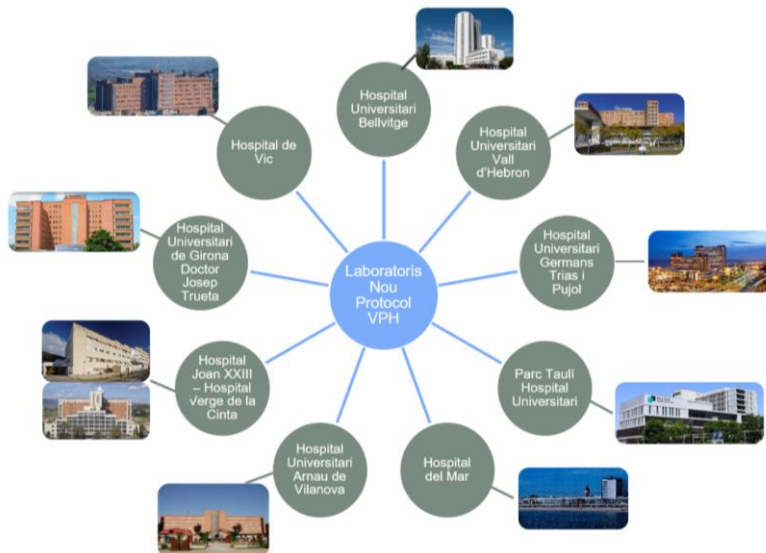 Hospital
Universitari
Bellvitge
Hospital
Universitari
Vall
d'Hebron
Hospital
Universitari
Germans
Trias i
Pujol
Parc Taulí
Hospital
Universitari
Hospital
del Mar
Hospital
Universitari
Arnau de
Vilanova
Hospital
Joan XXIII
– Hospital
Verge de la
Cinta
Hospital
Universitari
de Girona
Doctor
Josep
Trueta
Hospital de
Vic
Laboratoris
Nou
Protocol
VPH